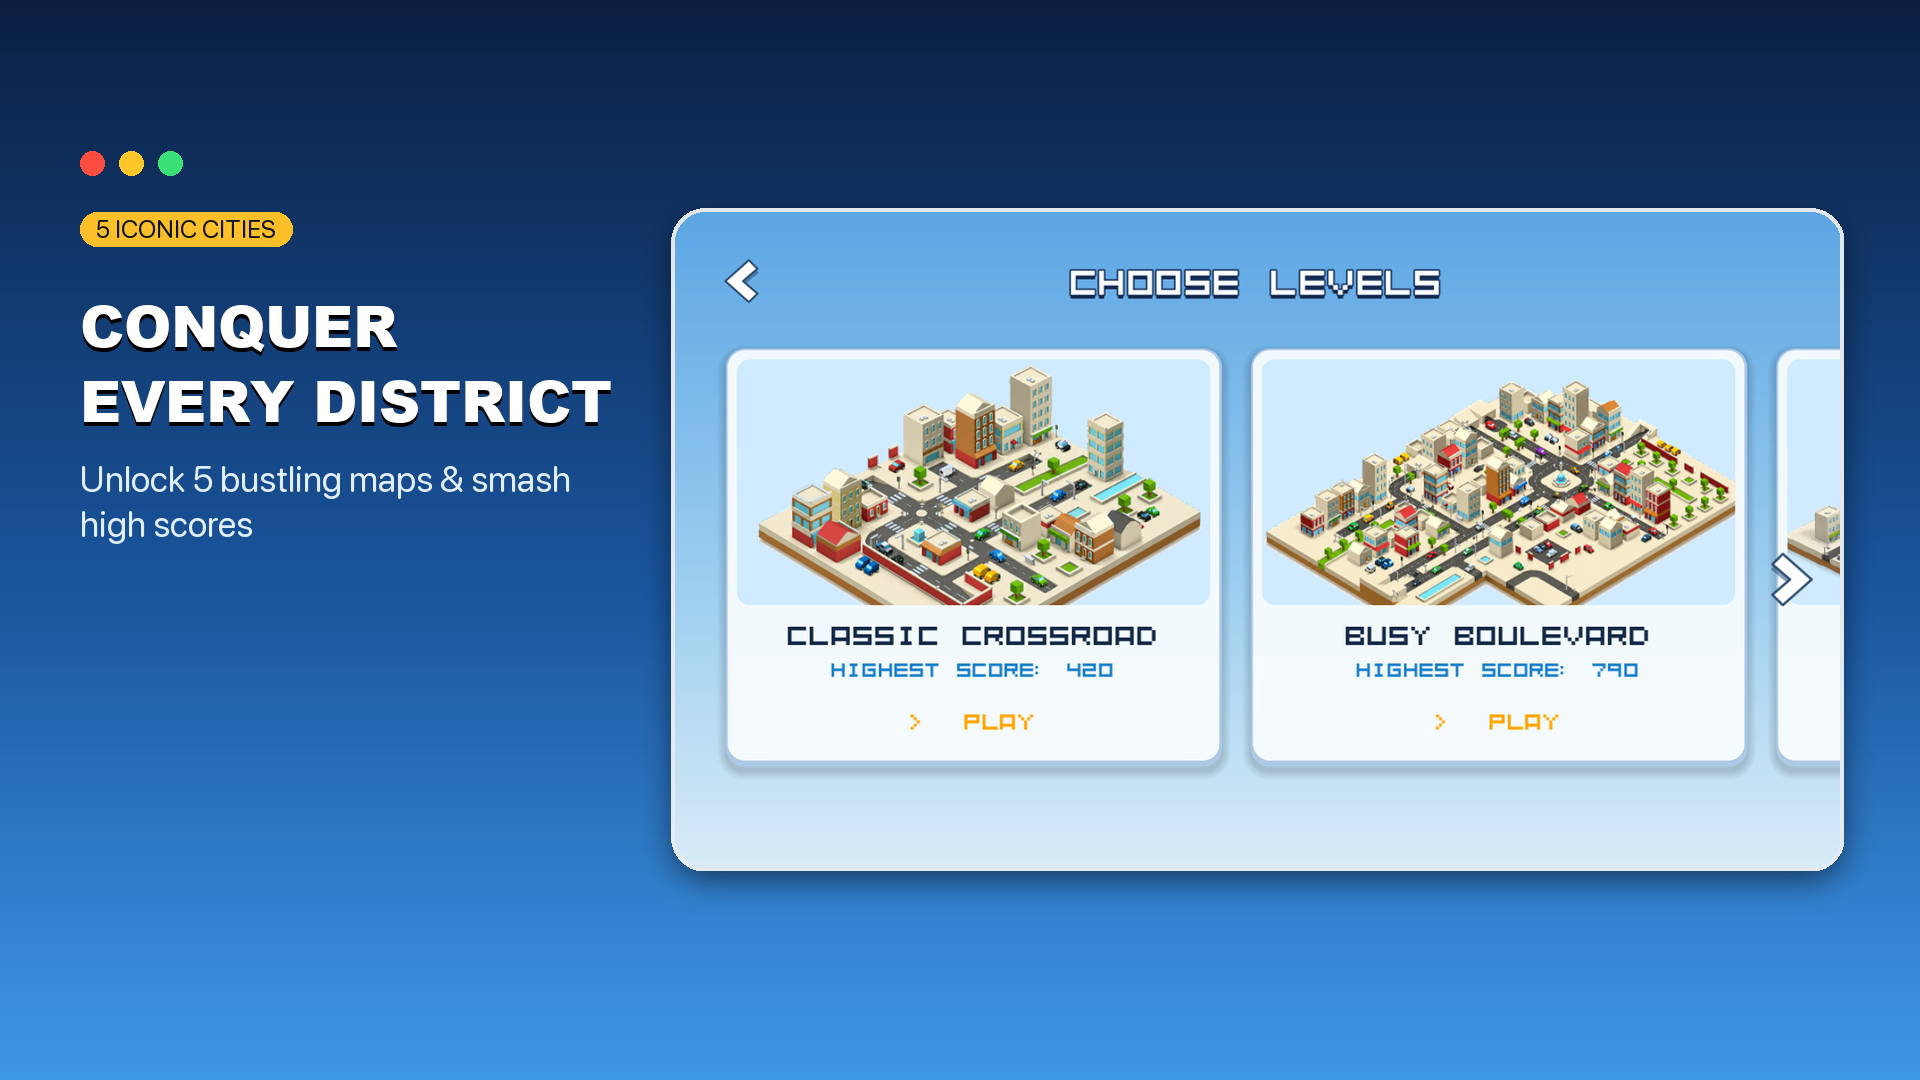 5 ICONIC CITIES
CONQUER
EVERY DISTRICT
Unlock 5 bustling maps & smash
high scores
CHOOSE LEVELS
CLASSIC CROSSROAD
HIGHEST SCORE: 420
> PLAY
BUSY BOULEVARD
HIGHEST SCORE: 790
> PLAY